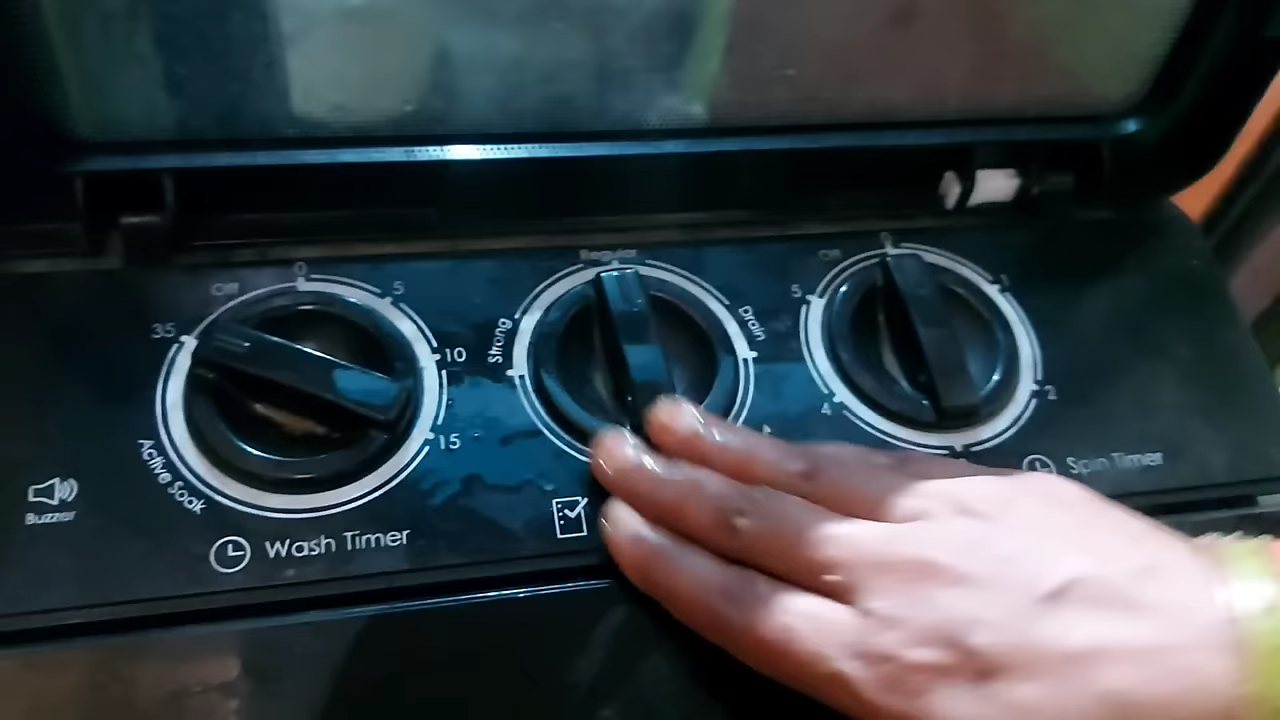 Off
0
5
10
15
35
Active Soak
Buzzer
Wash Timer
Regular
Strong
Drain
Off
0
1
2
4
5
Spin Timer